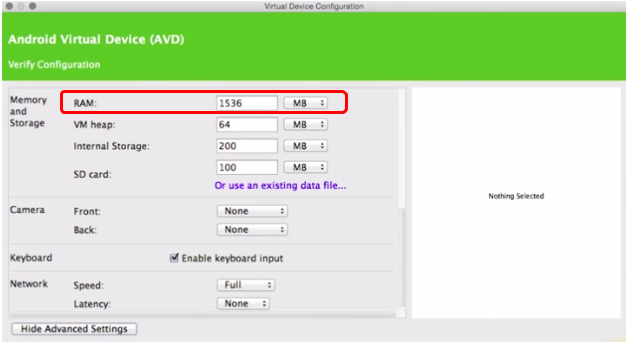 Virtual Device Configuration
Android Virtual Device (AVD)
Verify Configuration
Memory and Storage
RAM: 1536 MB
VM heap: 64 MB
Internal Storage: 200 MB
SD card: 100 MB
Or use an existing data file...
Nothing Selected
Camera Front: None
Back: None
Keyboard Enable keyboard input
Network Speed: Full
Latency: None
Hide Advanced Settings